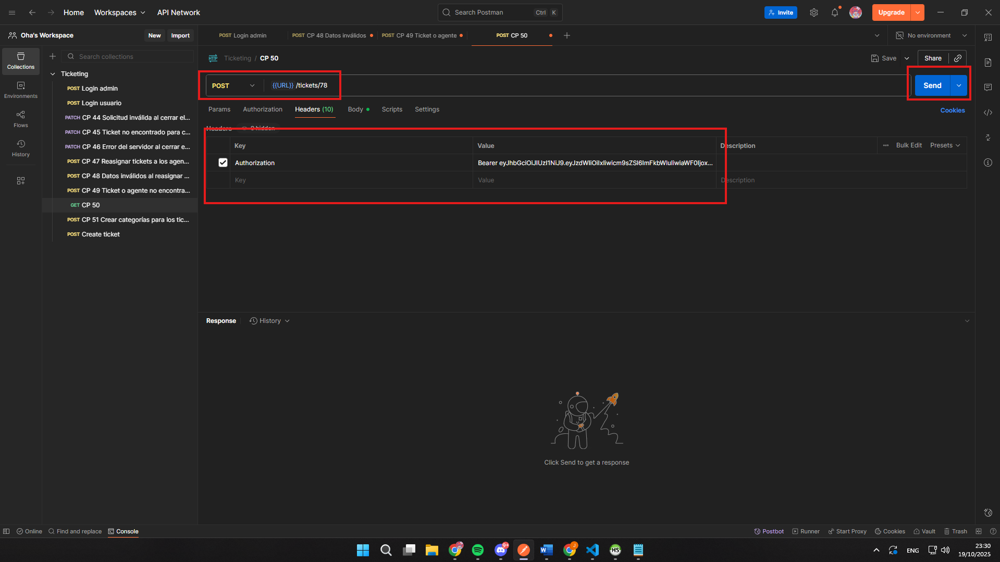 Home Workspaces API Network Search Postman Ctrl K Invite Upgrade
Oha's Workspace New Import POST Login admin POST CP 48 Datos inválidos POST CP 49 Ticket o agente POST CP 50 No environment
Search collections
Collections
Environments
Flows
History
Ticketing
POST Login admin
POST Login usuario
PATCH CP 44 Solicitud inválida al cerrar el...
PATCH CP 45 Ticket no encontrado para c...
PATCH CP 46 Error del servidor al cerrar e...
POST CP 47 Reasignar tickets a los agen...
POST CP 48 Datos inválidos al reasignar ...
POST CP 49 Ticket o agente no encontra...
GET CP 50
POST CP 51 Crear categorías para los tic...
POST Create ticket
HTTP Ticketing / CP 50 Save Share
POST {{URL}} /tickets/78 Send
Params Authorization Headers (10) Body Scripts Settings Cookies
Headers 9 hidden
Key Value Description Bulk Edit Presets
Authorization Bearer eyJhbGciOiJIUzI1NiJ9.eyJzdWIiOiIxIiwicm9sZSI6ImFkbWluIiwiaWF0Ijox...
Key Value Description
Response History
Click Send to get a response
Online Find and replace Console Postbot Runner Start Proxy Cookies Vault Trash
9+ W J HS ENG 23:30
19/10/2025